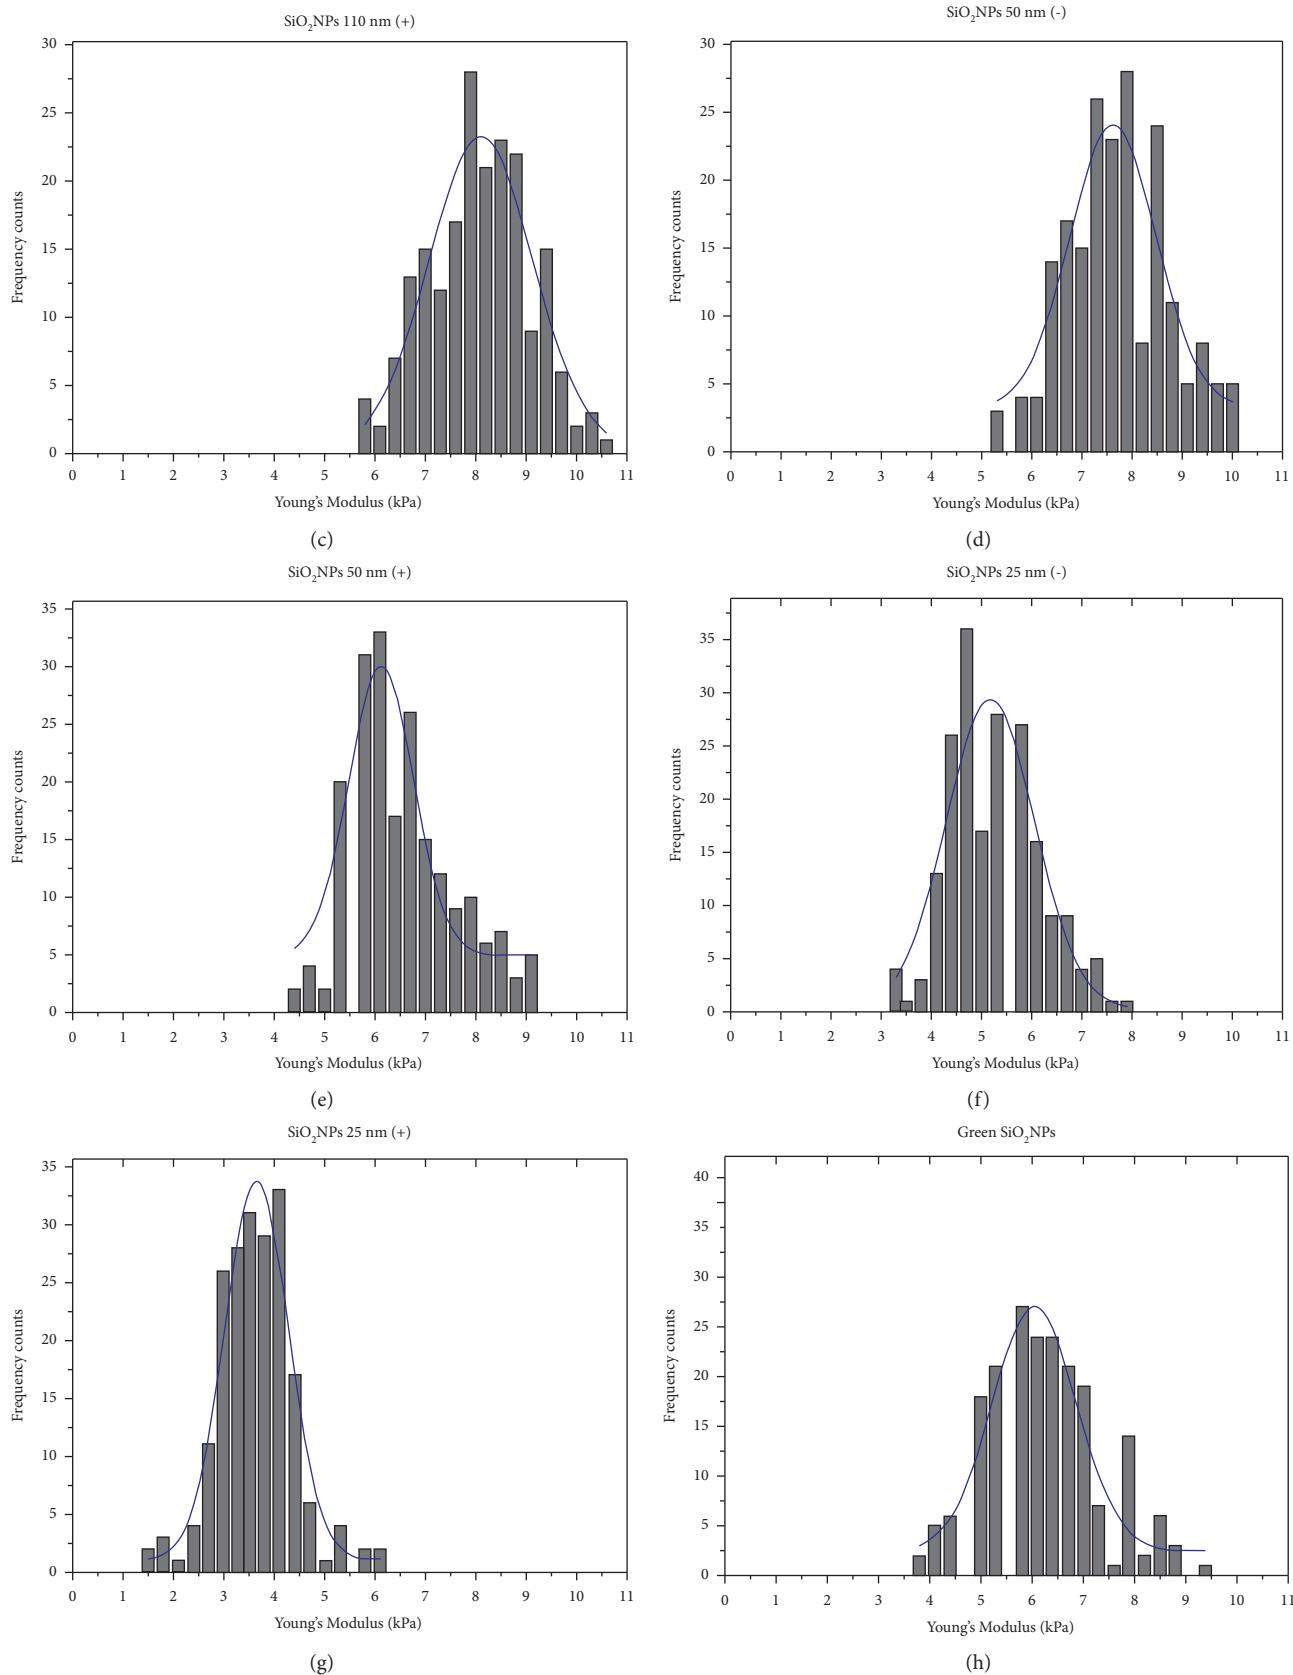 SiO₂NPs 110 nm (+)
30
25
20
15
10
5
0
Frequency counts
0 1 2 3 4 5 6 7 8 9 10 11
Young's Modulus (kPa)
(c)
SiO₂NPs 50 nm (-)
30
25
20
15
10
5
0
Frequency counts
0 1 2 3 4 5 6 7 8 9 10 11
Young's Modulus (kPa)
(d)
SiO₂NPs 50 nm (+)
35
30
25
20
15
10
5
0
Frequency counts
0 1 2 3 4 5 6 7 8 9 10 11
Young's Modulus (kPa)
(e)
SiO₂NPs 25 nm (-)
35
30
25
20
15
10
5
0
Frequency counts
0 1 2 3 4 5 6 7 8 9 10 11
Young's Modulus (kPa)
(f)
SiO₂NPs 25 nm (+)
35
30
25
20
15
10
5
0
Frequency counts
0 1 2 3 4 5 6 7 8 9 10 11
Young's Modulus (kPa)
(g)
Green SiO₂NPs
40
35
30
25
20
15
10
5
0
Frequency counts
0 1 2 3 4 5 6 7 8 9 10 11
Young's Modulus (kPa)
(h)